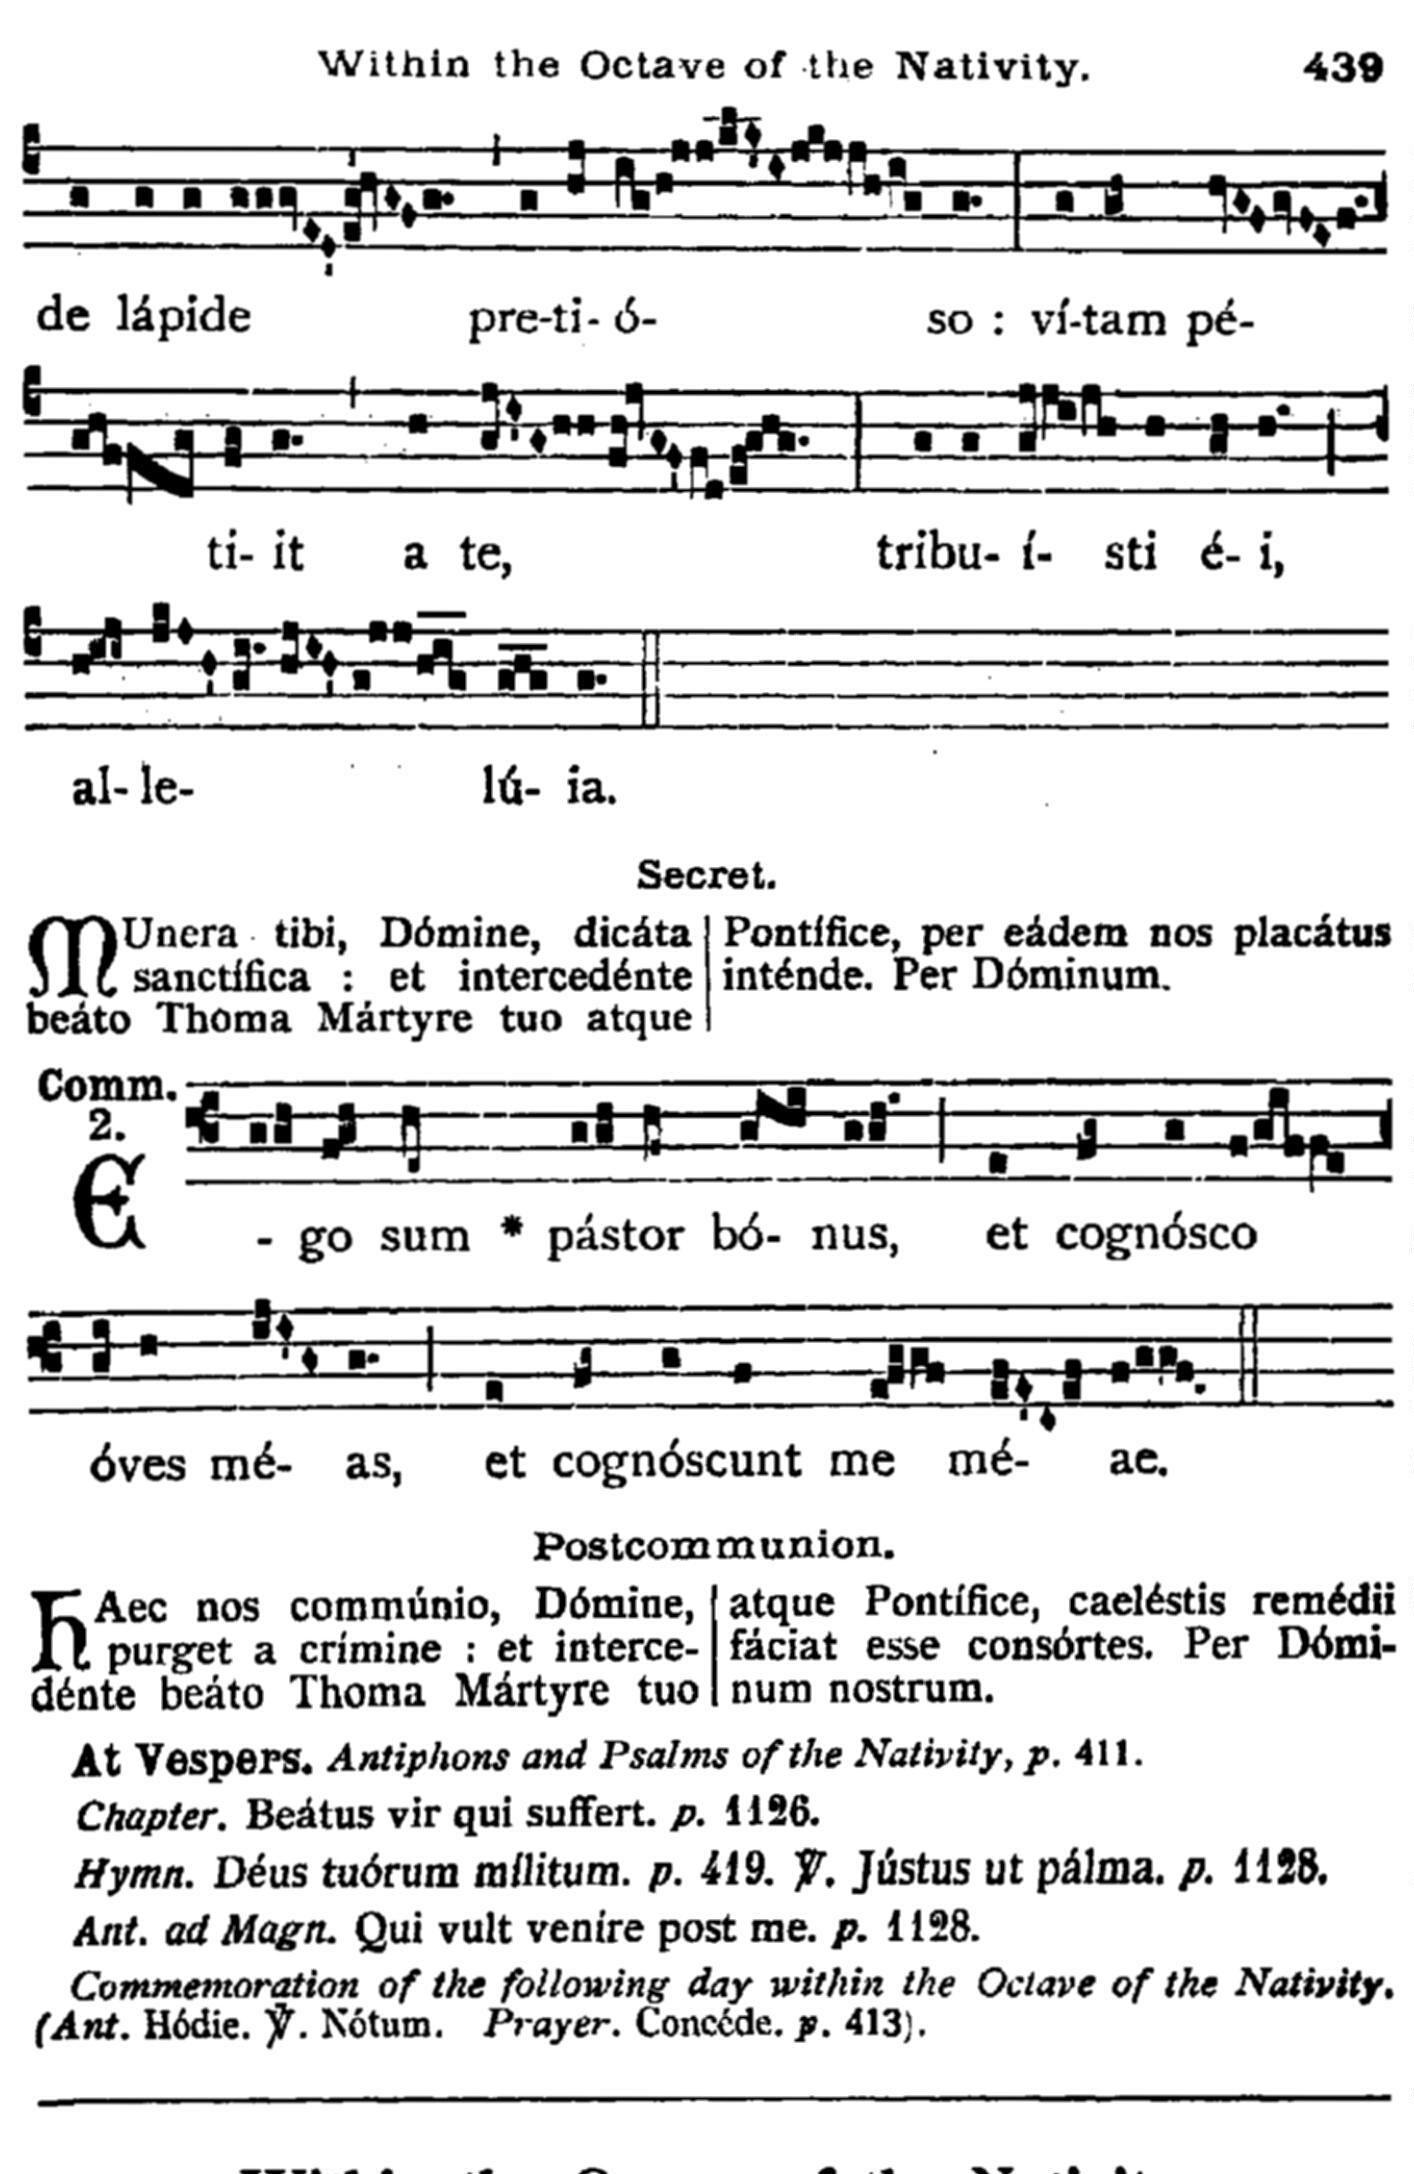 Within the Octave of the Nativity. 439
de lápide pre-ti- ó- so : ví-tam pé-
ti- it a te, tribu- í- sti é- i,
al- le- lú- ia.
Secret.
MUnera tibi, Dómine, dicáta
sanctífica : et intercedénte
beáto Thoma Mártyre tuo atque
Pontífice, per eádem nos placátus
inténde. Per Dóminum.
Comm.
2.
E - go sum * pástor bó- nus, et cognósco
óves mé- as, et cognóscunt me mé- ae.
Postcommunion.
hAec nos commúnio, Dómine,
purget a crímine : et interce-
dénte beáto Thoma Mártyre tuo
atque Pontífice, caeléstis remédii
fáciat esse consórtes. Per Dómi-
num nostrum.
At Vespers. Antiphons and Psalms of the Nativity, p. 411.
Chapter. Beátus vir qui suffert. p. 1126.
Hymn. Déus tuórum mílitum. p. 419. ℣. Jústus ut pálma. p. 1128.
Ant. ad Magn. Qui vult veníre post me. p. 1128.
Commemoration of the following day within the Octave of the Nativity.
(Ant. Hódie. ℣. Nótum. Prayer. Concéde. p. 413).